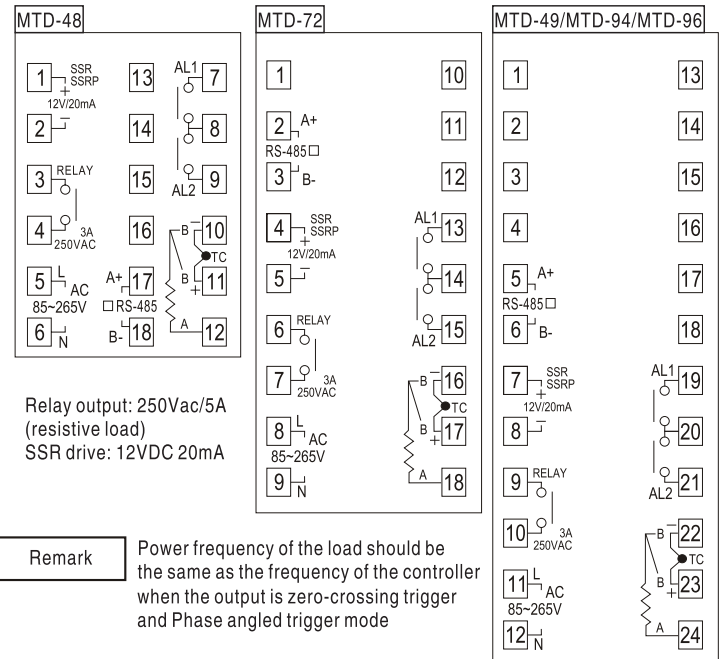 MTD-48
1 SSR SSRP 13 AL1 7
+
12V/20mA
2 − 14 8
3 RELAY 15 AL2 9
4 3A 250VAC 16 B − 10
TC
5 L AC A+ 17 B + 11
85~265V □ RS-485
6 N B- 18 A 12
Relay output: 250Vac/5A
(resistive load)
SSR drive: 12VDC 20mA
MTD-72
1 10
2 A+ 11
RS-485 □
3 B- 12
4 SSR SSRP AL1 13
+
12V/20mA
5 − 14
6 RELAY AL2 15
7 3A 250VAC B − 16
TC
8 L AC B + 17
85~265V
9 N A 18
MTD-49/MTD-94/MTD-96
1 13
2 14
3 15
4 16
5 A+ 17
RS-485 □
6 B- 18
7 SSR SSRP AL1 19
+
12V/20mA
8 − 20
9 RELAY AL2 21
10 3A 250VAC B − 22
TC
11 L AC B + 23
85~265V
12 N A 24
Remark
Power frequency of the load should be
the same as the frequency of the controller
when the output is zero-crossing trigger
and Phase angled trigger mode